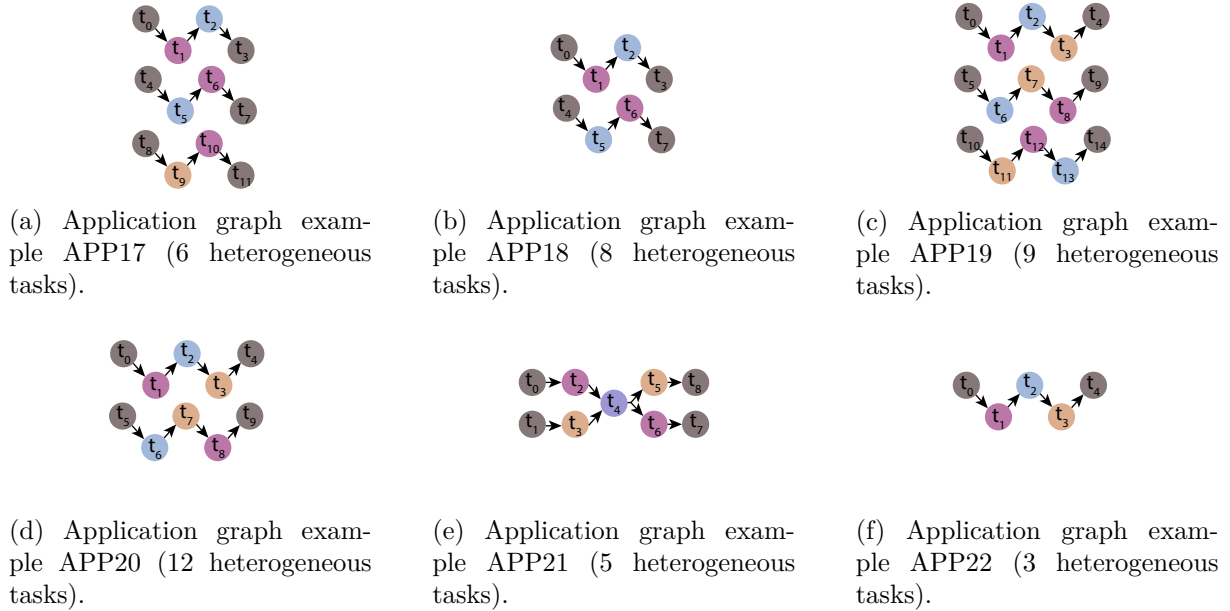 t0
t2
t1
t3
t4
t6
t5
t7
t8
t10
t9
t11
(a) Application graph exam-
ple APP17 (6 heterogeneous
tasks).
t0
t2
t1
t3
t4
t6
t5
t7
(b) Application graph exam-
ple APP18 (8 heterogeneous
tasks).
t0
t2
t4
t1
t3
t5
t7
t9
t6
t8
t10
t12
t14
t11
t13
(c) Application graph exam-
ple APP19 (9 heterogeneous
tasks).
t0
t2
t4
t1
t3
t5
t7
t9
t6
t8
(d) Application graph exam-
ple APP20 (12 heterogeneous
tasks).
t0
t2
t5
t8
t4
t1
t3
t6
t7
(e) Application graph exam-
ple APP21 (5 heterogeneous
tasks).
t0
t2
t4
t1
t3
(f) Application graph exam-
ple APP22 (3 heterogeneous
tasks).